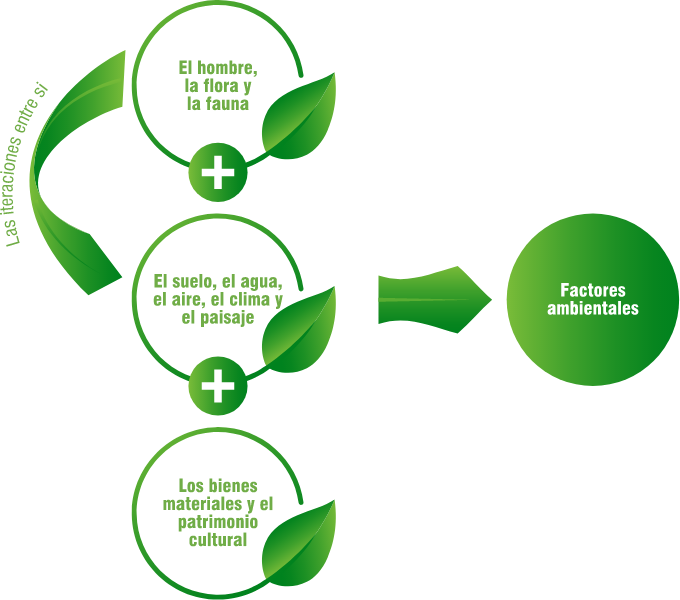 El hombre,
la flora y
la fauna
Las iteraciones entre si
El suelo, el agua,
el aire, el clima y
el paisaje
Factores
ambientales
Los bienes
materiales y el
patrimonio
cultural